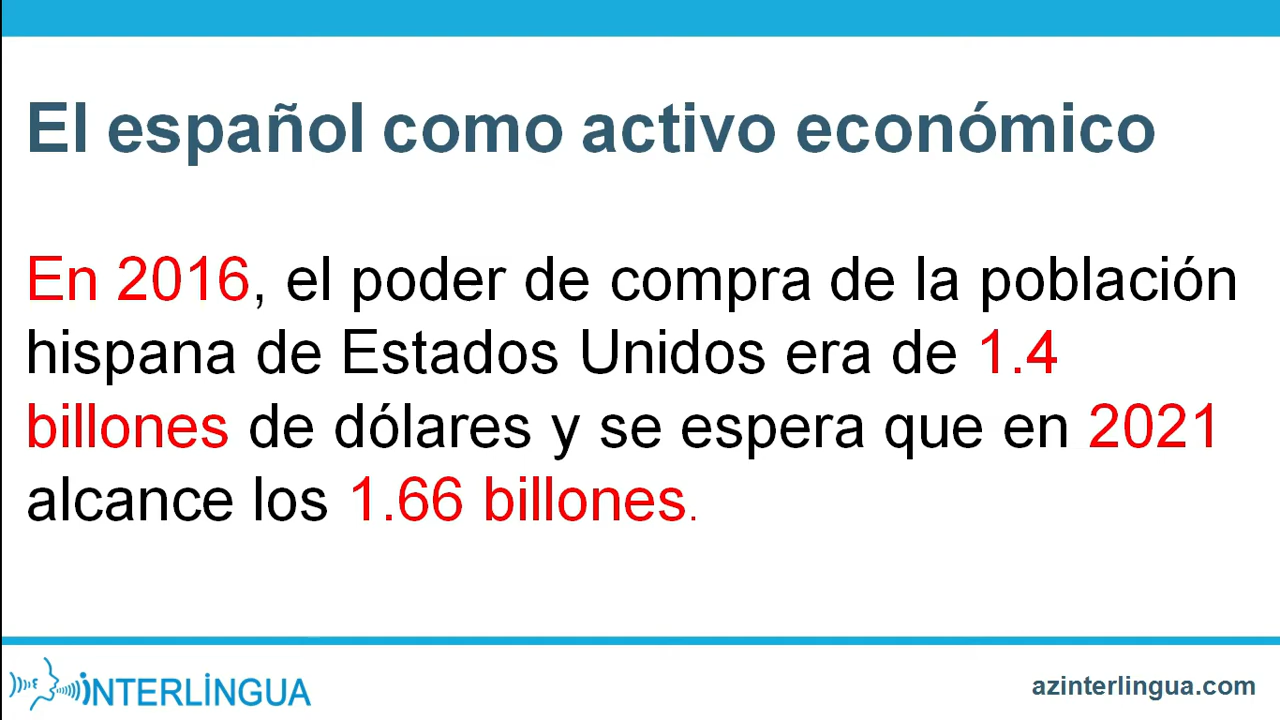 El español como activo económico
En 2016, el poder de compra de la población
hispana de Estados Unidos era de 1.4
billones de dólares y se espera que en 2021
alcance los 1.66 billones.
iNTERLÍNGUA
azinterlingua.com